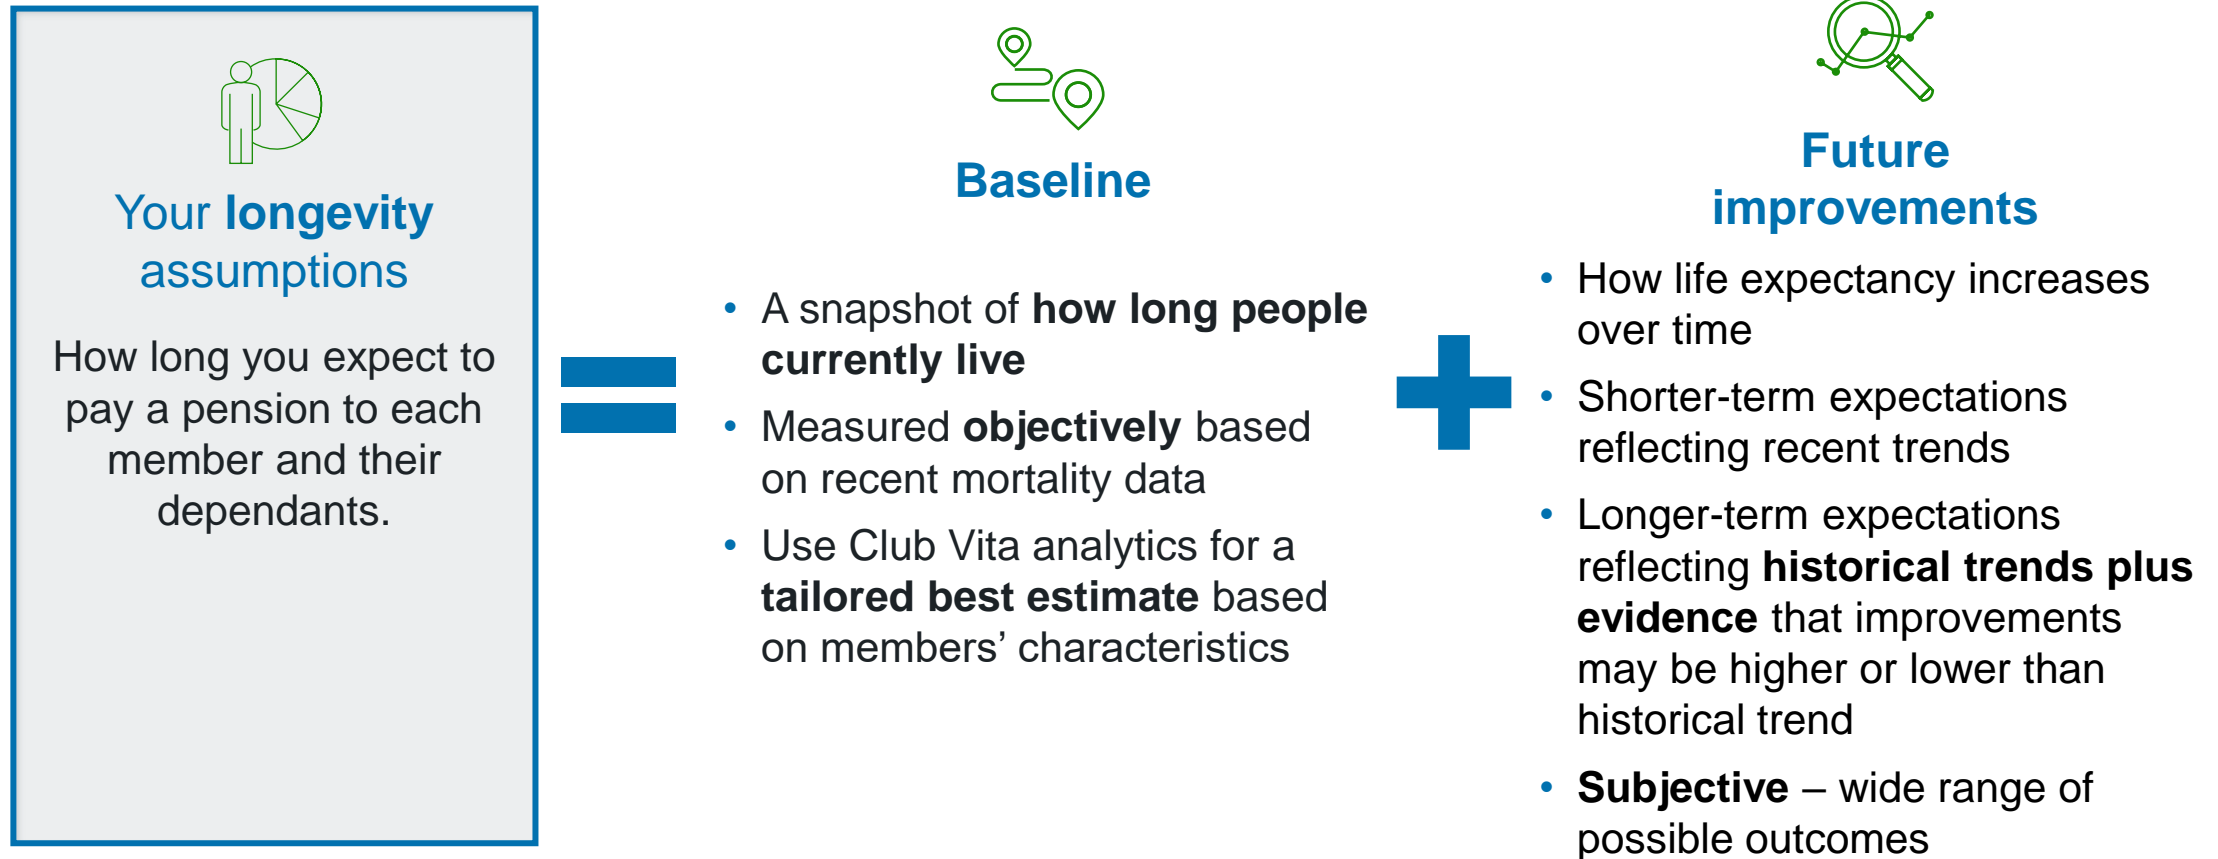 Your longevity
assumptions
How long you expect to
pay a pension to each
member and their
dependants.
Baseline
• A snapshot of how long people
currently live
• Measured objectively based
on recent mortality data
• Use Club Vita analytics for a
tailored best estimate based
on members’ characteristics
Future
improvements
• How life expectancy increases
over time
• Shorter-term expectations
reflecting recent trends
• Longer-term expectations
reflecting historical trends plus
evidence that improvements
may be higher or lower than
historical trend
• Subjective – wide range of
possible outcomes